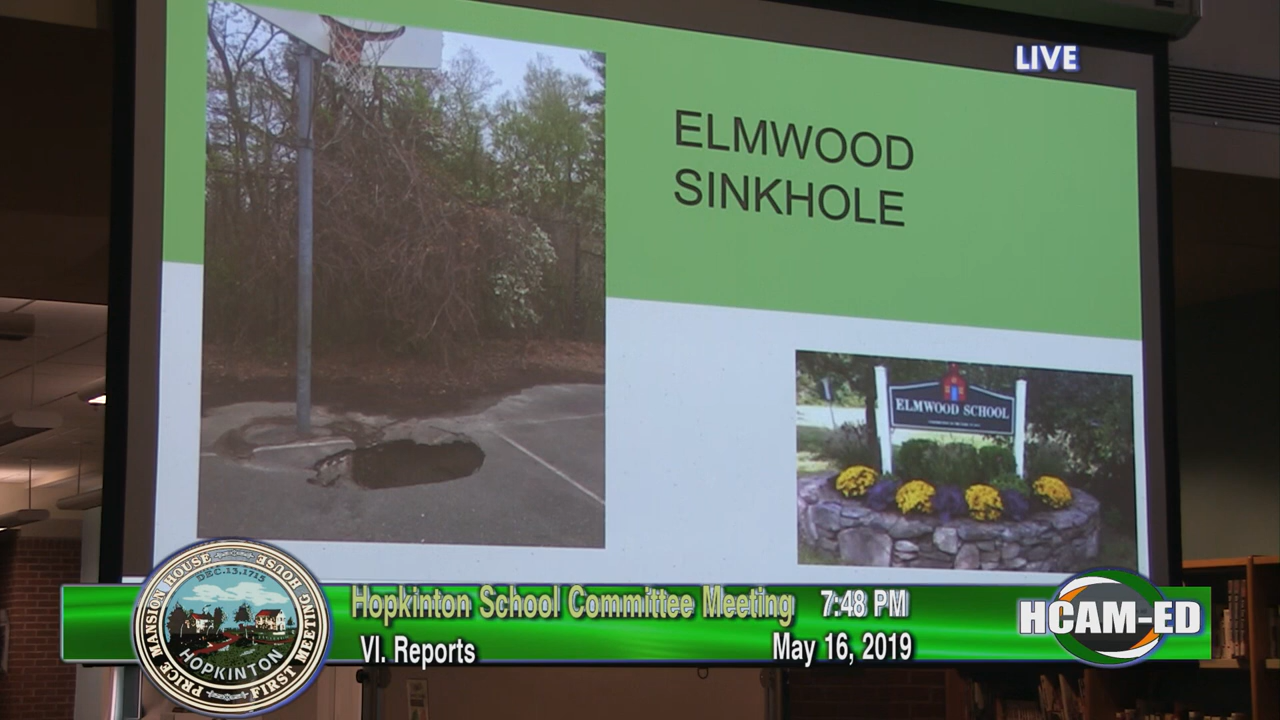 LIVE
ELMWOOD
SINKHOLE
ELMWOOD SCHOOL
PRICE MANSION HOUSE
DEC. 13, 1715
HOUSE
FIRST MEETING
HOPKINTON
Hopkinton School Committee Meeting 7:48 PM
VI. Reports May 16, 2019
HCAM-ED